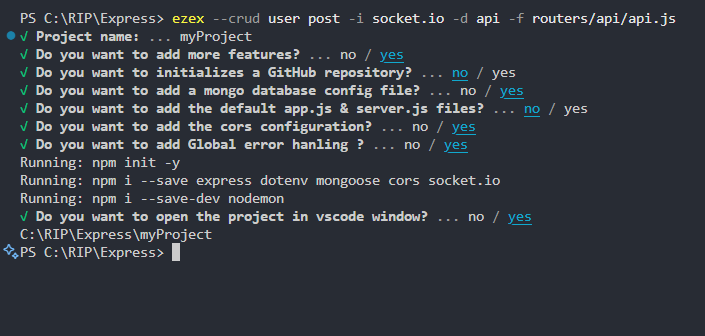 PS C:\RIP\Express> ezex --crud user post -i socket.io -d api -f routers/api/api.js
√ Project name: ... myProject
√ Do you want to add more features? ... no / yes
√ Do you want to initializes a GitHub repository? ... no / yes
√ Do you want to add a mongo database config file? ... no / yes
√ Do you want to add the default app.js & server.js files? ... no / yes
√ Do you want to add the cors configuration? ... no / yes
√ Do you want to add Global error hanling ? ... no / yes
Running: npm init -y
Running: npm i --save express dotenv mongoose cors socket.io
Running: npm i --save-dev nodemon
√ Do you want to open the project in vscode window? ... no / yes
C:\RIP\Express\myProject
PS C:\RIP\Express>